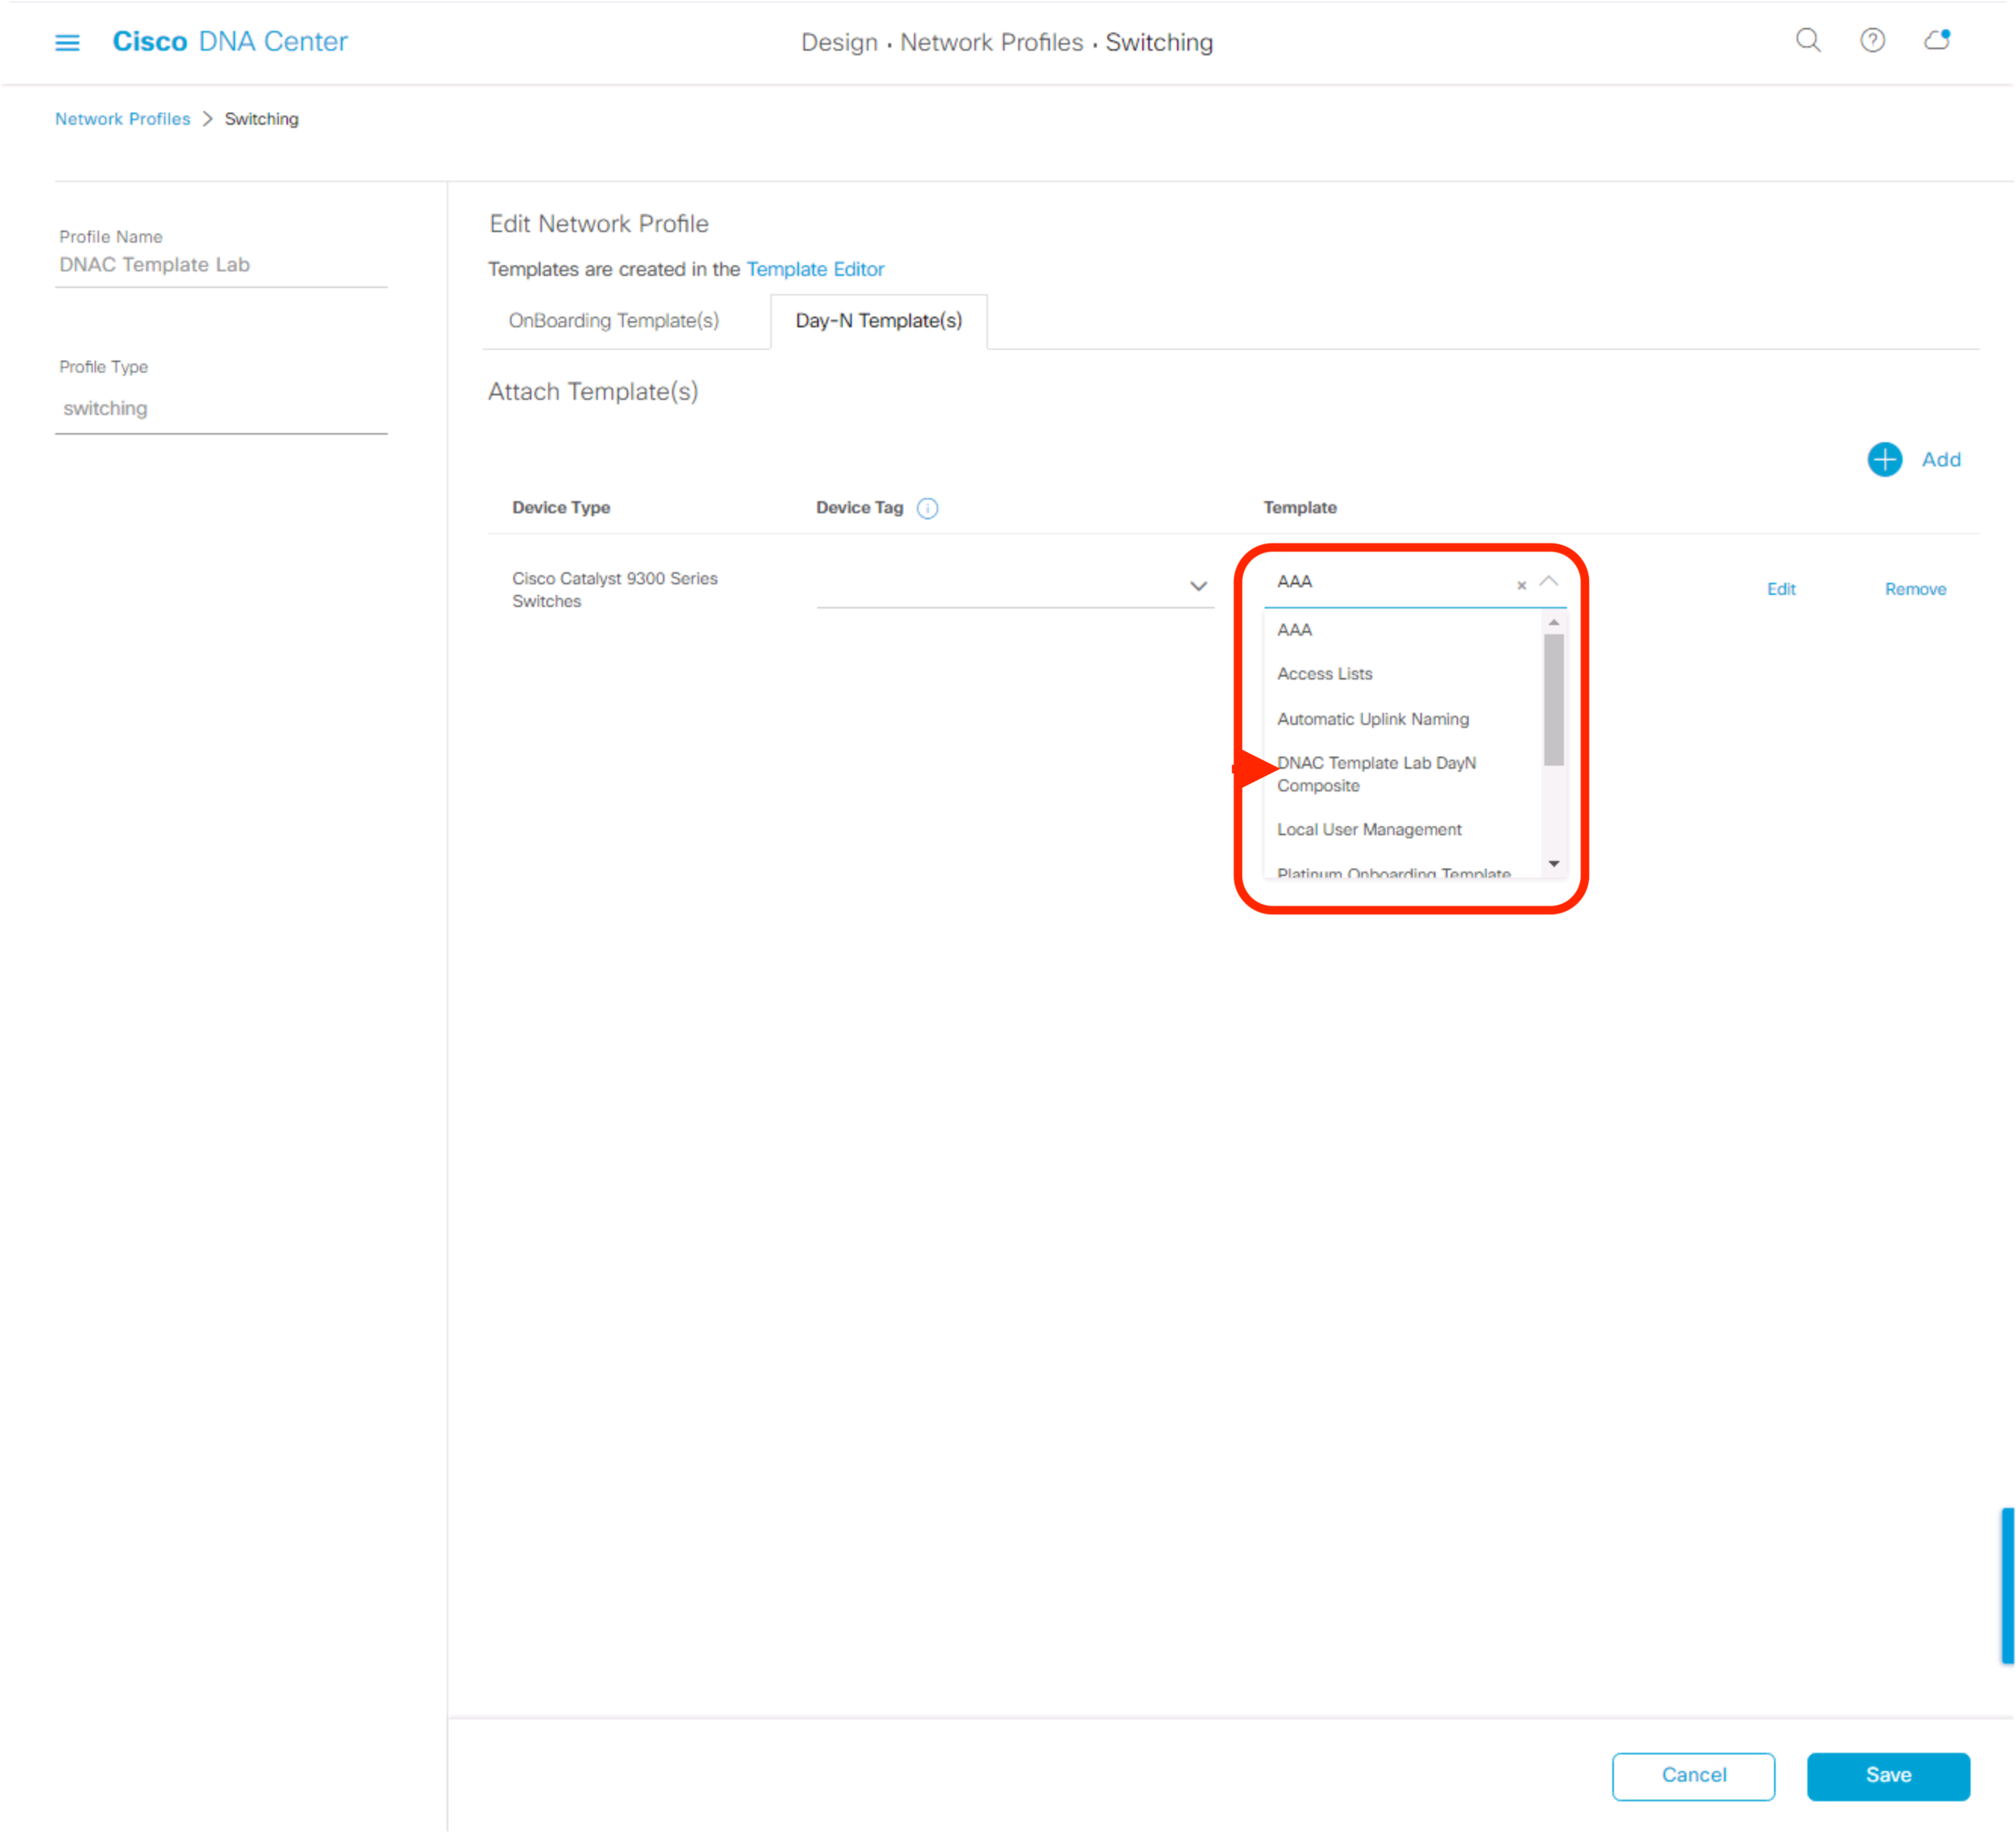 Cisco DNA Center
Design · Network Profiles · Switching
Network Profiles > Switching
Profile Name
DNAC Template Lab
Profile Type
switching
Edit Network Profile
Templates are created in the Template Editor
OnBoarding Template(s)
Day-N Template(s)
Attach Template(s)
Add
Device Type
Device Tag
Template
Cisco Catalyst 9300 Series
Switches
AAA
Edit
Remove
AAA
Access Lists
Automatic Uplink Naming
DNAC Template Lab DayN
Composite
Local User Management
Platinum Onboarding Template
Cancel
Save